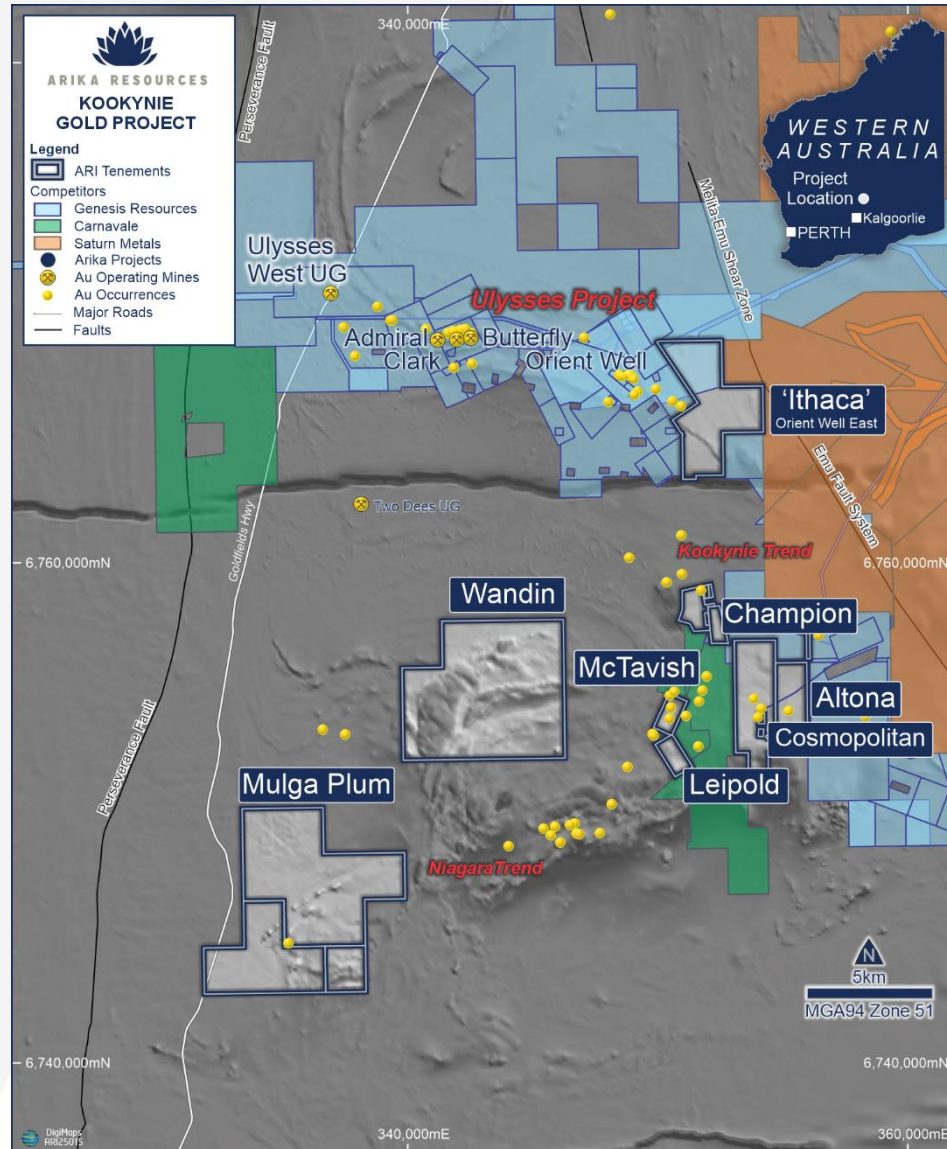 ARIKA RESOURCES
KOOKYNIE
GOLD PROJECT
Legend
ARI Tenements
Competitors
Genesis Resources
Carnavale
Saturn Metals
Arika Projects
Au Operating Mines
Au Occurrences
Major Roads
Faults
340,000mE
Perseverance Fault
WESTERN
AUSTRALIA
Project
Location
Kalgoorlie
PERTH
Melita-Emu Shear Zone
Ulysses
West UG
Ulysses Project
Admiral
Butterfly
Clark
Orient Well
'Ithaca'
Orient Well East
Emu Fault System
Goldfields Hwy
Two Dees UG
6,760,000mN
Kookynie Trend
6,760,000mN
Wandin
Champion
McTavish
Altona
Cosmopolitan
Perseverance Fault
Mulga Plum
Leipold
NiagaraTrend
N
5km
MGA94 Zone 51
6,740,000mN
6,740,000mN
DigiMaps
ARI25015
340,000mE
360,000mE